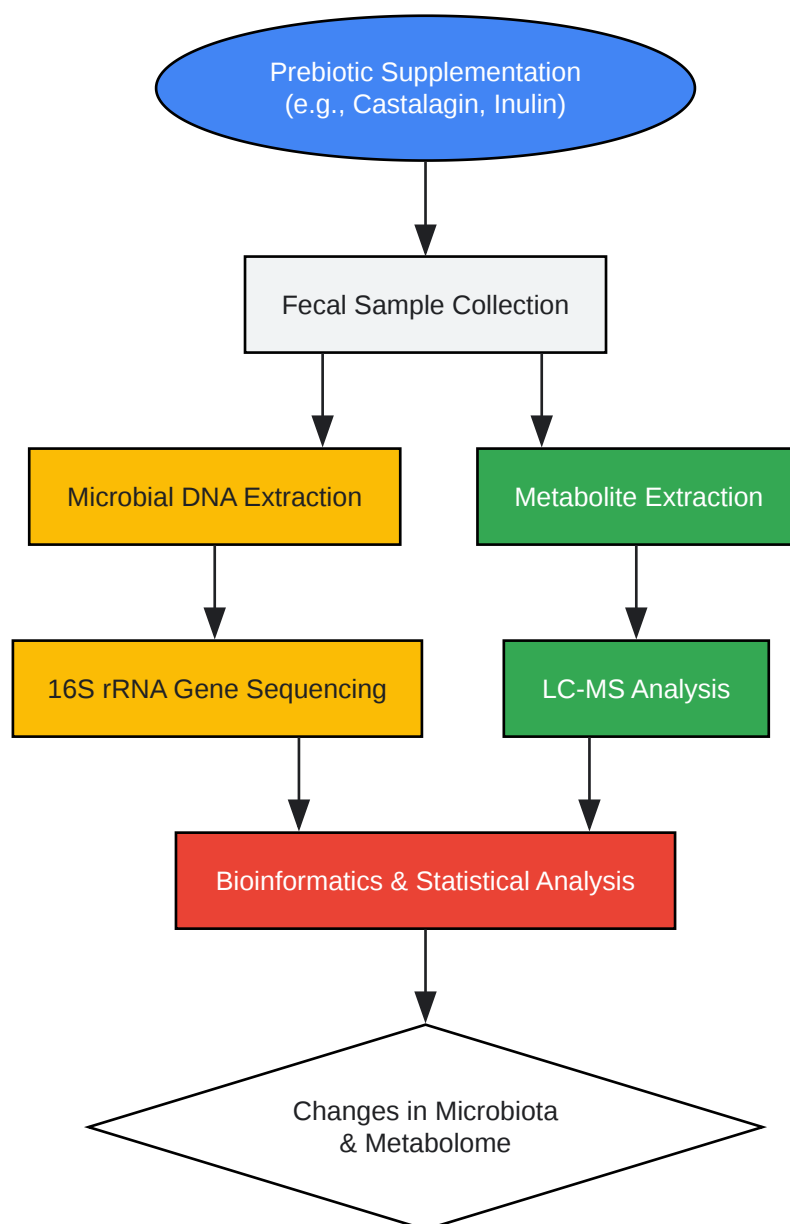 Prebiotic Supplementation
(e.g., Castalagin, Inulin)
Fecal Sample Collection
Microbial DNA Extraction
Metabolite Extraction
16S rRNA Gene Sequencing
LC-MS Analysis
Bioinformatics & Statistical Analysis
Changes in Microbiota
& Metabolome